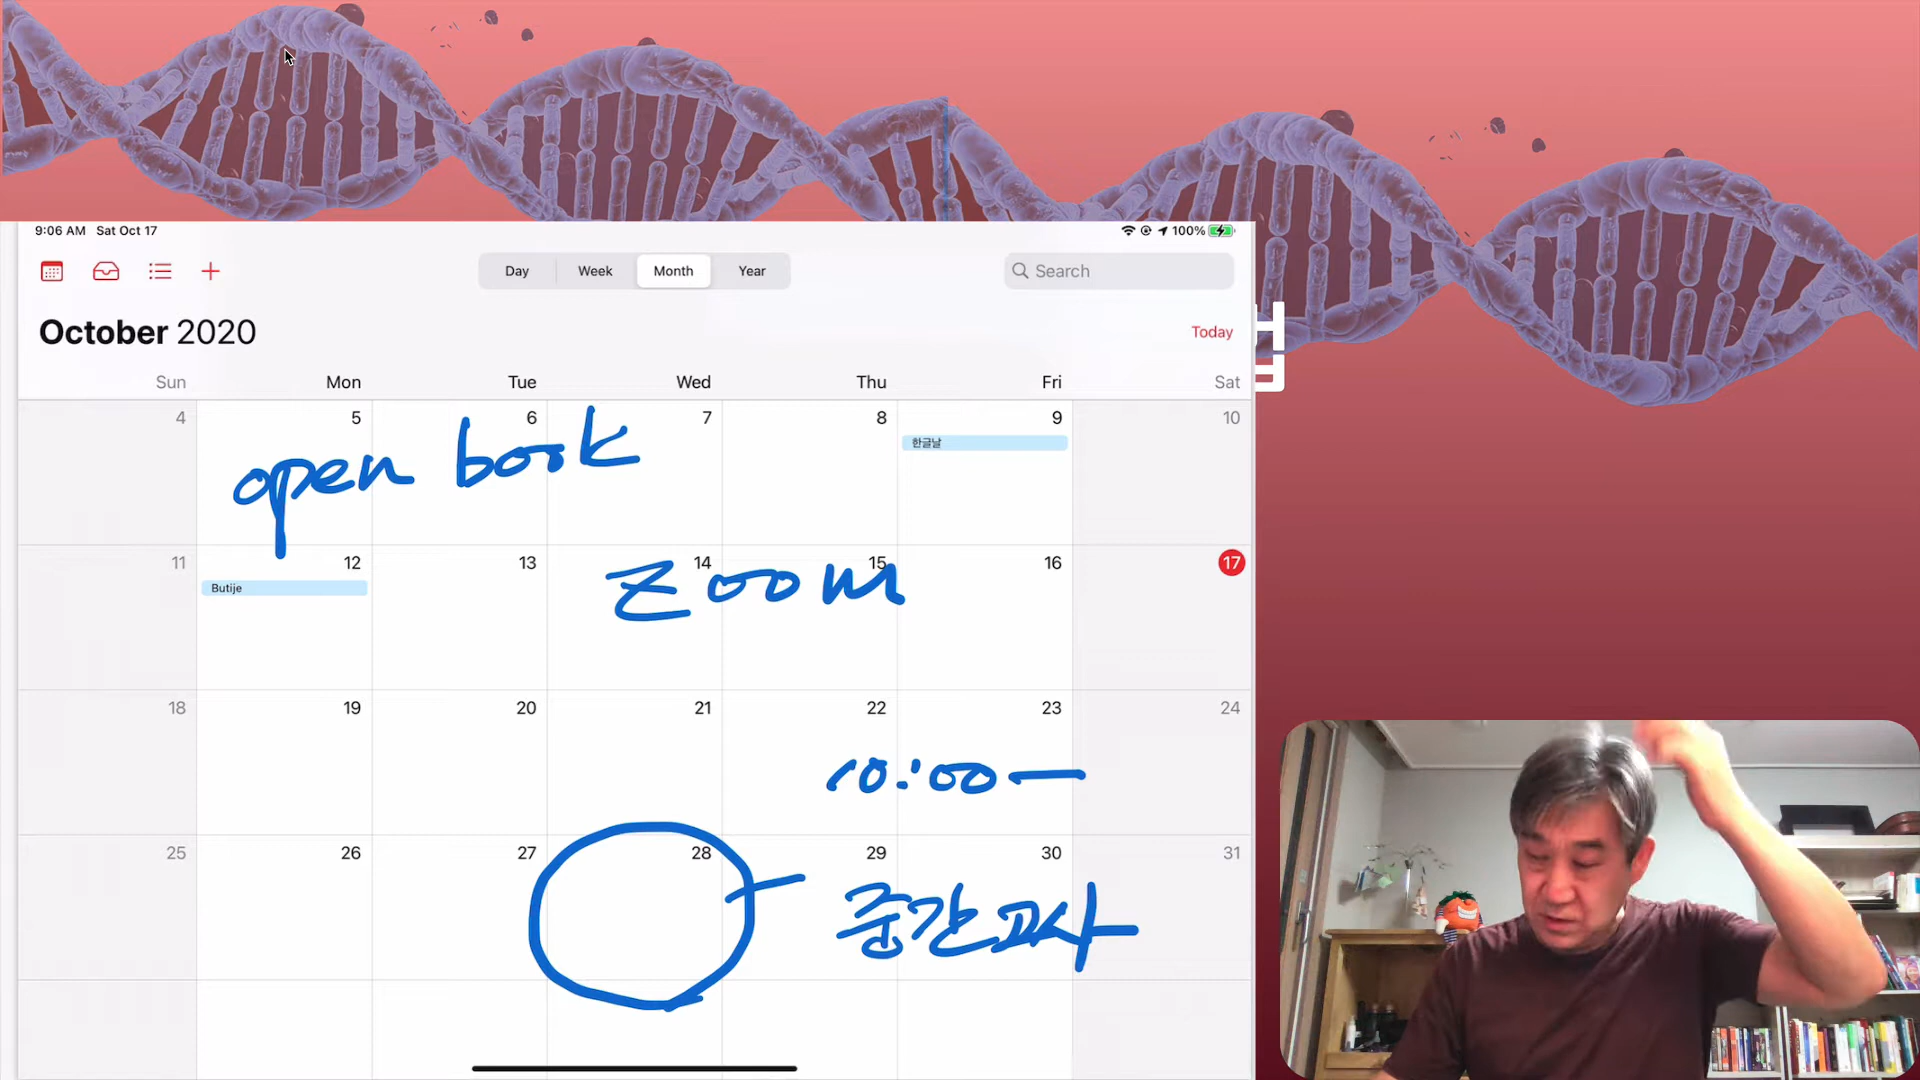 9:06 AM Sat Oct 17 100%
Day Week Month Year Search
October 2020 Today
Sun Mon Tue Wed Thu Fri Sat
4 5 6 7 8 9 10
한글날
open book
11 12 13 14 15 16 17
Butije
zoom
18 19 20 21 22 23 24
10:00—
25 26 27 28 29 30 31
중간고사